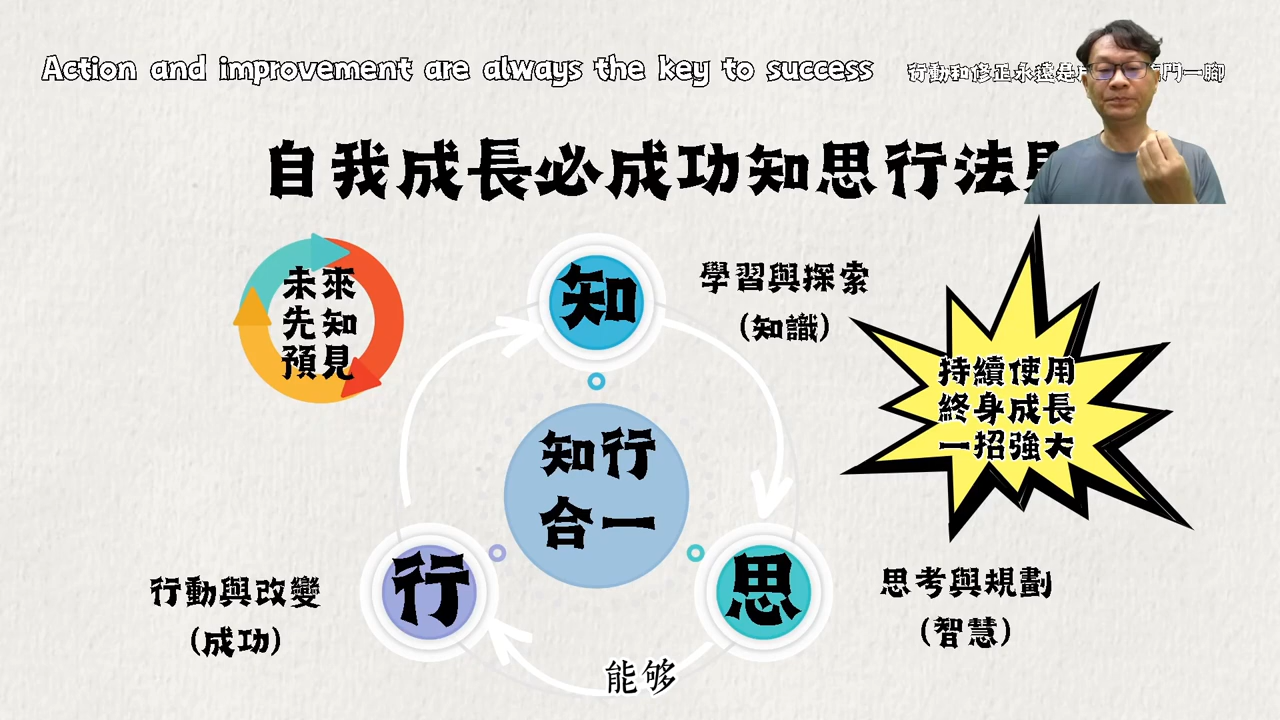 Action and improvement are always the key to success
行動和修正永遠是 門一腳
自我成長必成功知思行法則
未來
先知
預見
知
學習與探索
(知識)
持續使用
終身成長
一招強大
知行
合一
行
思
行動與改變
(成功)
思考與規劃
(智慧)
能够